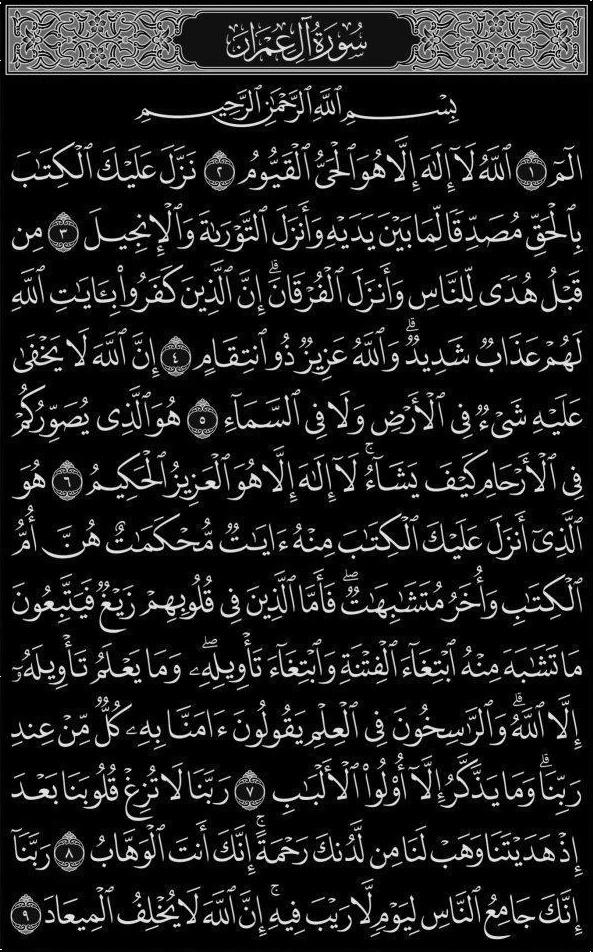 سُورَةُ آلِ عِمْرَانَ
بِسْمِ ٱللَّهِ ٱلرَّحْمَٰنِ ٱلرَّحِيمِ
الٓمٓ ١ ٱللَّهُ لَآ إِلَٰهَ إِلَّا هُوَ ٱلْحَىُّ ٱلْقَيُّومُ ٢ نَزَّلَ عَلَيْكَ ٱلْكِتَٰبَ
بِٱلْحَقِّ مُصَدِّقًا لِّمَا بَيْنَ يَدَيْهِ وَأَنزَلَ ٱلتَّوْرَىٰةَ وَٱلْإِنجِيلَ ٣ مِن
قَبْلُ هُدًى لِّلنَّاسِ وَأَنزَلَ ٱلْفُرْقَانَ ۗ إِنَّ ٱلَّذِينَ كَفَرُوا۟ بِـَٔايَٰتِ ٱللَّهِ
لَهُمْ عَذَابٌ شَدِيدٌ ۗ وَٱللَّهُ عَزِيزٌ ذُو ٱنتِقَامٍ ٤ إِنَّ ٱللَّهَ لَا يَخْفَىٰ
عَلَيْهِ شَىْءٌ فِى ٱلْأَرْضِ وَلَا فِى ٱلسَّمَآءِ ٥ هُوَ ٱلَّذِى يُصَوِّرُكُمْ
فِى ٱلْأَرْحَامِ كَيْفَ يَشَآءُ ۚ لَآ إِلَٰهَ إِلَّا هُوَ ٱلْعَزِيزُ ٱلْحَكِيمُ ٦ هُوَ
ٱلَّذِىٓ أَنزَلَ عَلَيْكَ ٱلْكِتَٰبَ مِنْهُ ءَايَٰتٌ مُّحْكَمَٰتٌ هُنَّ أُمُّ
ٱلْكِتَٰبِ وَأُخَرُ مُتَشَٰبِهَٰتٌ ۖ فَأَمَّا ٱلَّذِينَ فِى قُلُوبِهِمْ زَيْغٌ فَيَتَّبِعُونَ
مَا تَشَٰبَهَ مِنْهُ ٱبْتِغَآءَ ٱلْفِتْنَةِ وَٱبْتِغَآءَ تَأْوِيلِهِۦ ۗ وَمَا يَعْلَمُ تَأْوِيلَهُۥٓ
إِلَّا ٱللَّهُ ۗ وَٱلرَّٰسِخُونَ فِى ٱلْعِلْمِ يَقُولُونَ ءَامَنَّا بِهِۦ كُلٌّ مِّنْ عِندِ
رَبِّنَا ۗ وَمَا يَذَّكَّرُ إِلَّآ أُو۟لُوا۟ ٱلْأَلْبَٰبِ ٧ رَبَّنَا لَا تُزِغْ قُلُوبَنَا بَعْدَ
إِذْ هَدَيْتَنَا وَهَبْ لَنَا مِن لَّدُنكَ رَحْمَةً ۚ إِنَّكَ أَنتَ ٱلْوَهَّابُ ٨ رَبَّنَآ
إِنَّكَ جَامِعُ ٱلنَّاسِ لِيَوْمٍ لَّا رَيْبَ فِيهِ ۚ إِنَّ ٱللَّهَ لَا يُخْلِفُ ٱلْمِيعَادَ ٩